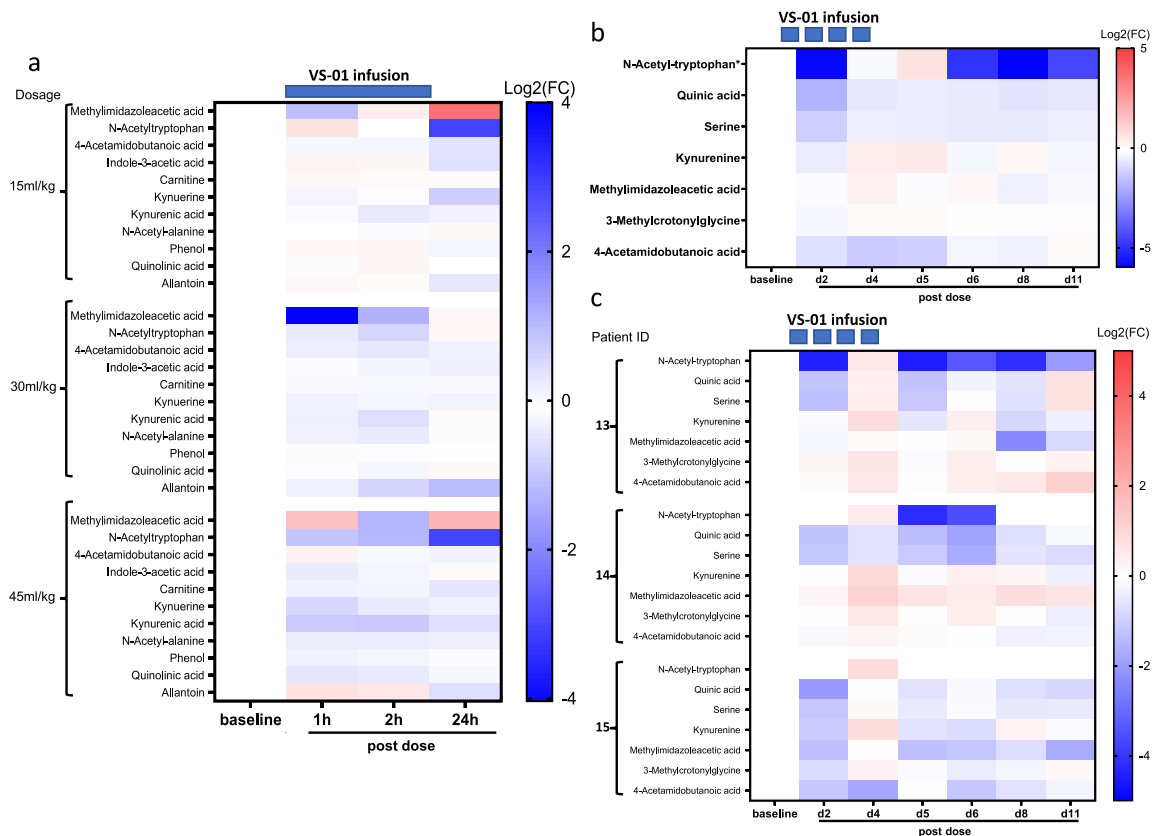 a
VS-01 infusion
Dosage
Log2(FC)
15ml/kg
Methylimidazoleacetic acid
N-Acetyltryptophan
4-Acetamidobutanoic acid
Indole-3-acetic acid
Carnitine
Kynuerine
Kynurenic acid
N-Acetyl-alanine
Phenol
Quinolinic acid
Allantoin
30ml/kg
Methylimidazoleacetic acid
N-Acetyltryptophan
4-Acetamidobutanoic acid
Indole-3-acetic acid
Carnitine
Kynuerine
Kynurenic acid
N-Acetyl-alanine
Phenol
Quinolinic acid
Allantoin
45ml/kg
Methylimidazoleacetic acid
N-Acetyltryptophan
4-Acetamidobutanoic acid
Indole-3-acetic acid
Carnitine
Kynuerine
Kynurenic acid
N-Acetyl-alanine
Phenol
Quinolinic acid
Allantoin
baseline 1h 2h 24h
post dose
4
2
0
-2
-4
b
VS-01 infusion
Log2(FC)
N-Acetyl-tryptophan*
Quinic acid
Serine
Kynurenine
Methylimidazoleacetic acid
3-Methylcrotonylglycine
4-Acetamidobutanoic acid
baseline d2 d4 d5 d6 d8 d11
post dose
5
0
-5
c
VS-01 infusion
Patient ID
Log2(FC)
13
N-Acetyl-tryptophan
Quinic acid
Serine
Kynurenine
Methylimidazoleacetic acid
3-Methylcrotonylglycine
4-Acetamidobutanoic acid
14
N-Acetyl-tryptophan
Quinic acid
Serine
Kynurenine
Methylimidazoleacetic acid
3-Methylcrotonylglycine
4-Acetamidobutanoic acid
15
N-Acetyl-tryptophan
Quinic acid
Serine
Kynurenine
Methylimidazoleacetic acid
3-Methylcrotonylglycine
4-Acetamidobutanoic acid
baseline d2 d4 d5 d6 d8 d11
post dose
4
2
0
-2
-4